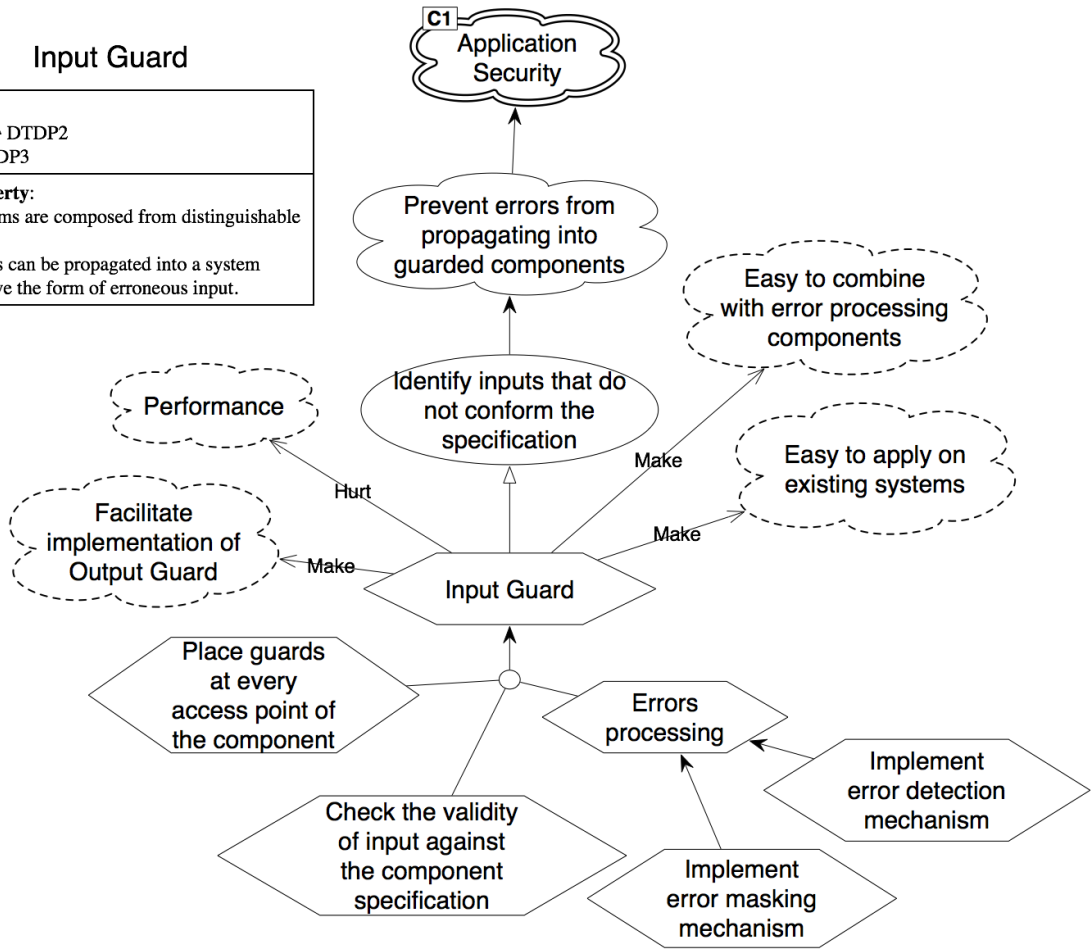 C1
Application
Security
Input Guard
DTDP2
DP3
erty:
ms are composed from distinguishable
s can be propagated into a system
ve the form of erroneous input.
Prevent errors from
propagating into
guarded components
Easy to combine
with error processing
components
Identify inputs that do
not conform the
specification
Performance
Easy to apply on
existing systems
Make
Hurt
Facilitate
implementation of
Output Guard
Make
Make
Input Guard
Place guards
at every
access point of
the component
Errors
processing
Implement
error detection
mechanism
Check the validity
of input against
the component
specification
Implement
error masking
mechanism